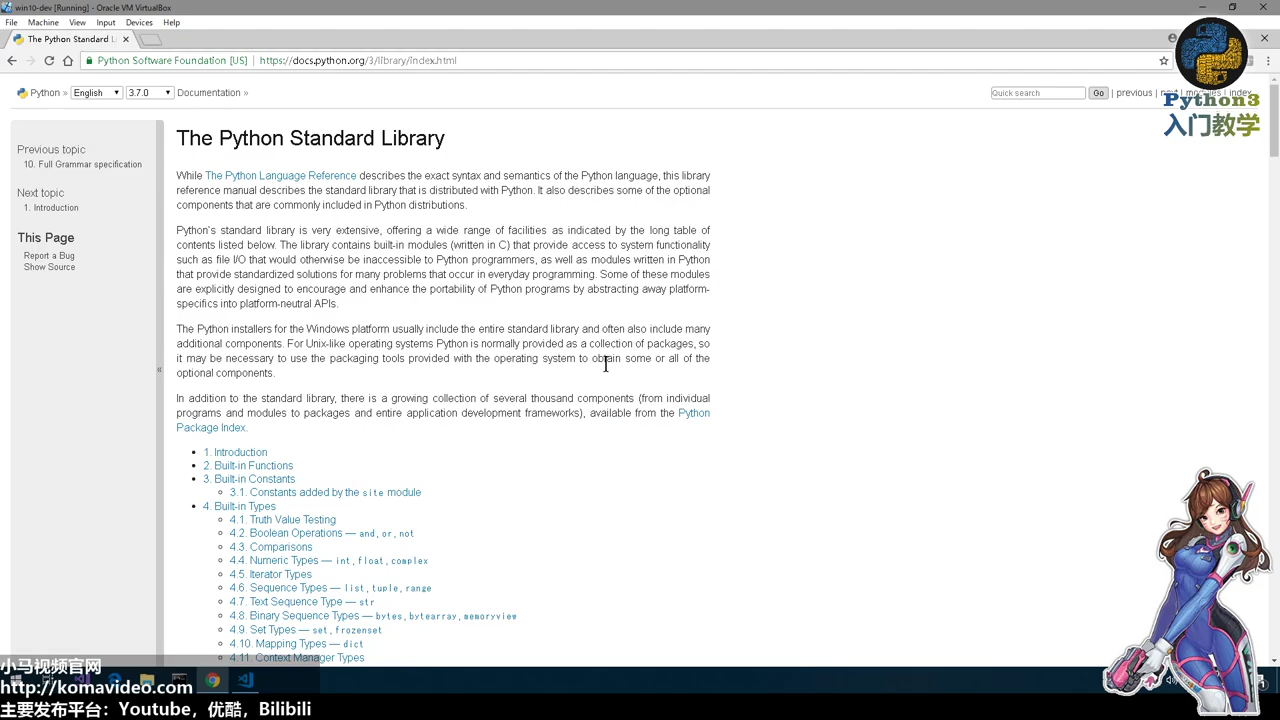 win10-dev [Running] - Oracle VM VirtualBox
File Machine View Input Devices Help
The Python Standard Li
Python Software Foundation [US] https://docs.python.org/3/library/index.html
Python » English 3.7.0 Documentation »
Quick search Go | previous | next | modules | index
Python3
入门教学
Previous topic
10. Full Grammar specification
Next topic
1. Introduction
This Page
Report a Bug
Show Source
«
The Python Standard Library
While The Python Language Reference describes the exact syntax and semantics of the Python language, this library
reference manual describes the standard library that is distributed with Python. It also describes some of the optional
components that are commonly included in Python distributions.
Python's standard library is very extensive, offering a wide range of facilities as indicated by the long table of
contents listed below. The library contains built-in modules (written in C) that provide access to system functionality
such as file I/O that would otherwise be inaccessible to Python programmers, as well as modules written in Python
that provide standardized solutions for many problems that occur in everyday programming. Some of these modules
are explicitly designed to encourage and enhance the portability of Python programs by abstracting away platform-
specifics into platform-neutral APIs.
The Python installers for the Windows platform usually include the entire standard library and often also include many
additional components. For Unix-like operating systems Python is normally provided as a collection of packages, so
it may be necessary to use the packaging tools provided with the operating system to obtain some or all of the
optional components.
In addition to the standard library, there is a growing collection of several thousand components (from individual
programs and modules to packages and entire application development frameworks), available from the Python
Package Index.
1. Introduction
2. Built-in Functions
3. Built-in Constants
3.1. Constants added by the site module
4. Built-in Types
4.1. Truth Value Testing
4.2. Boolean Operations — and, or, not
4.3. Comparisons
4.4. Numeric Types — int, float, complex
4.5. Iterator Types
4.6. Sequence Types — list, tuple, range
4.7. Text Sequence Type — str
4.8. Binary Sequence Types — bytes, bytearray, memoryview
4.9. Set Types — set, frozenset
4.10. Mapping Types — dict
4.11. Context Manager Types
小马视频官网
http://komavideo.com
主要发布平台：Youtube，优酷，Bilibili